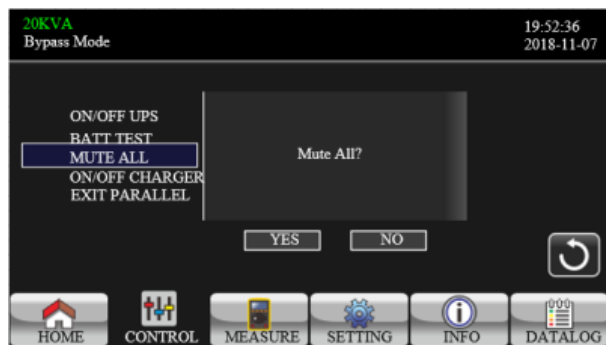 20KVA
Bypass Mode
19:52:36
2018-11-07
ON/OFF UPS
BATT TEST
MUTE ALL
ON/OFF CHARGER
EXIT PARALLEL
Mute All?
YES NO
HOME CONTROL MEASURE SETTING INFO DATALOG